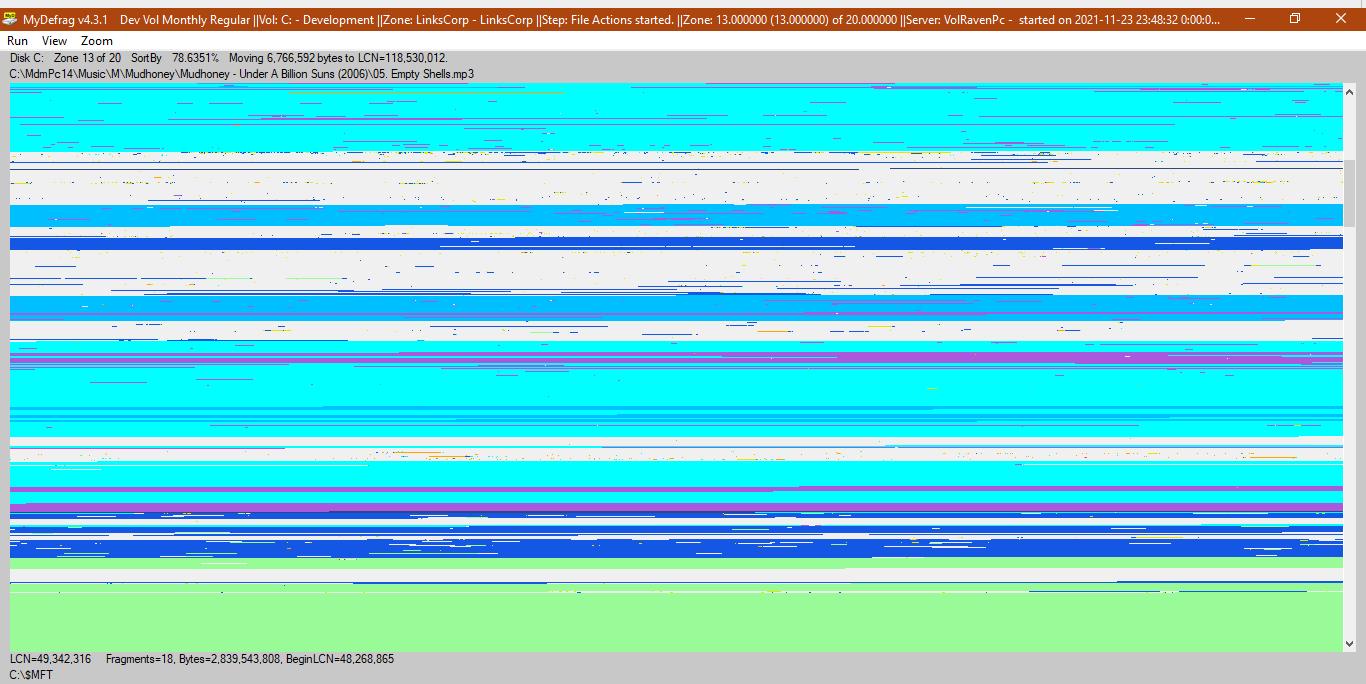 MyDefrag v4.3.1    Dev Vol Monthly Regular ||Vol: C: - Development ||Zone: LinksCorp - LinksCorp ||Step: File Actions started. ||Zone: 13.000000 (13.000000) of 20.000000 ||Server: VolRavenPc -  started on 2021-11-23 23:48:32 0:00:0...
Run View Zoom
Disk C:   Zone 13 of 20   SortBy   78.6351%   Moving 6,766,592 bytes to LCN=118,530,012.
C:\MdmPc14\Music\M\Mudhoney\Mudhoney - Under A Billion Suns (2006)\05. Empty Shells.mp3
LCN=49,342,316    Fragments=18, Bytes=2,839,543,808, BeginLCN=48,268,865
C:\$MFT